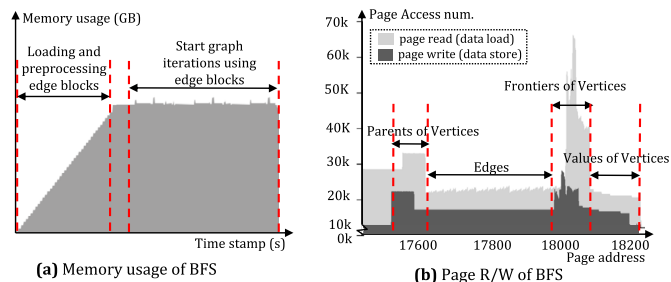 Memory usage (GB)
Loading and
preprocessing
edge blocks
Start graph
iterations using
edge blocks
Time stamp (s)
(a) Memory usage of BFS
Page Access num.
70k
60k
50k
40K
30K
20K
10k
0k
page read (data load)
page write (data store)
Frontiers of Vertices
Parents of Vertices
Edges
Values of Vertices
17600
17800
18000
18200
Page address
(b) Page R/W of BFS